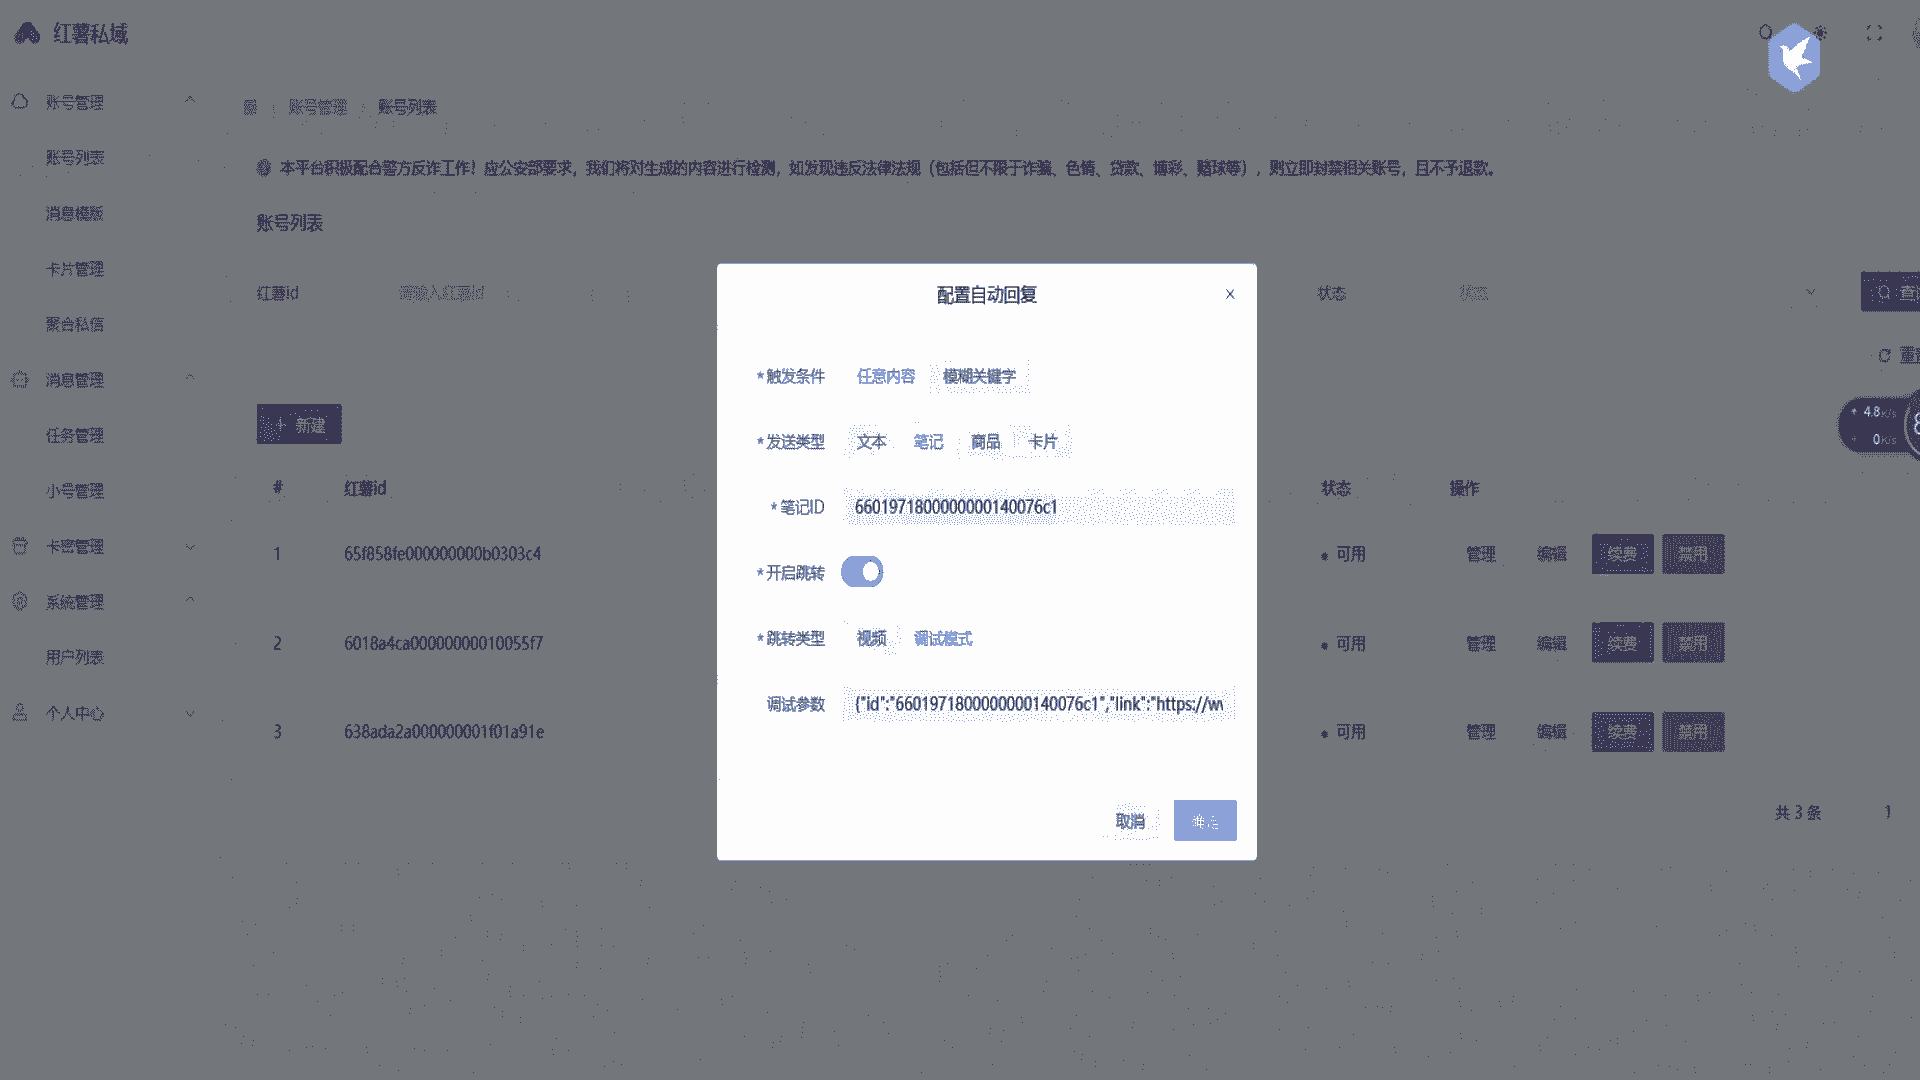 红薯私域
账号管理
账号列表
消息模版
卡片管理
聚合私信
消息管理
任务管理
小号管理
卡密管理
系统管理
用户列表
个人中心
账号管理 账号列表
本平台积极配合警方反诈工作！应公安部要求，我们将对生成的内容进行检测，如发现违反法律法规（包括但不限于诈骗、色情、贷款、博彩、赌球等），则立即封禁相关账号，且不予退款。
账号列表
红薯id 请输入红薯id 状态 状态
+ 新建
# 红薯id 状态 操作
1 65f858fe000000000b0303c4 可用 管理 编辑 续费 禁用
2 6018a4ca00000000010055f7 可用 管理 编辑 续费 禁用
3 638ada2a000000001f01a91e 可用 管理 编辑 续费 禁用
共 3 条 1
4.8K/s
0K/s
配置自动回复 X
*触发条件 任意内容 模糊关键字
*发送类型 文本 笔记 商品 卡片
*笔记ID 6601971800000000140076c1
*开启跳转
*跳转类型 视频 调试模式
调试参数 {"id":"6601971800000000140076c1","link":"https://w
取消 确定